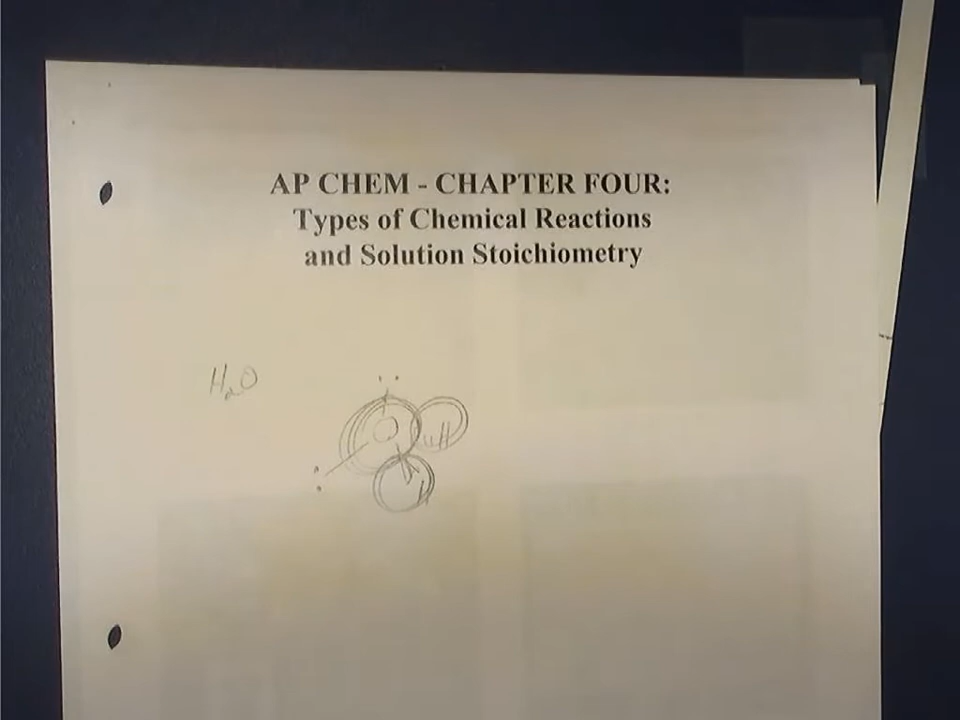 AP CHEM - CHAPTER FOUR:
Types of Chemical Reactions
and Solution Stoichiometry
H₂O
O
H
H